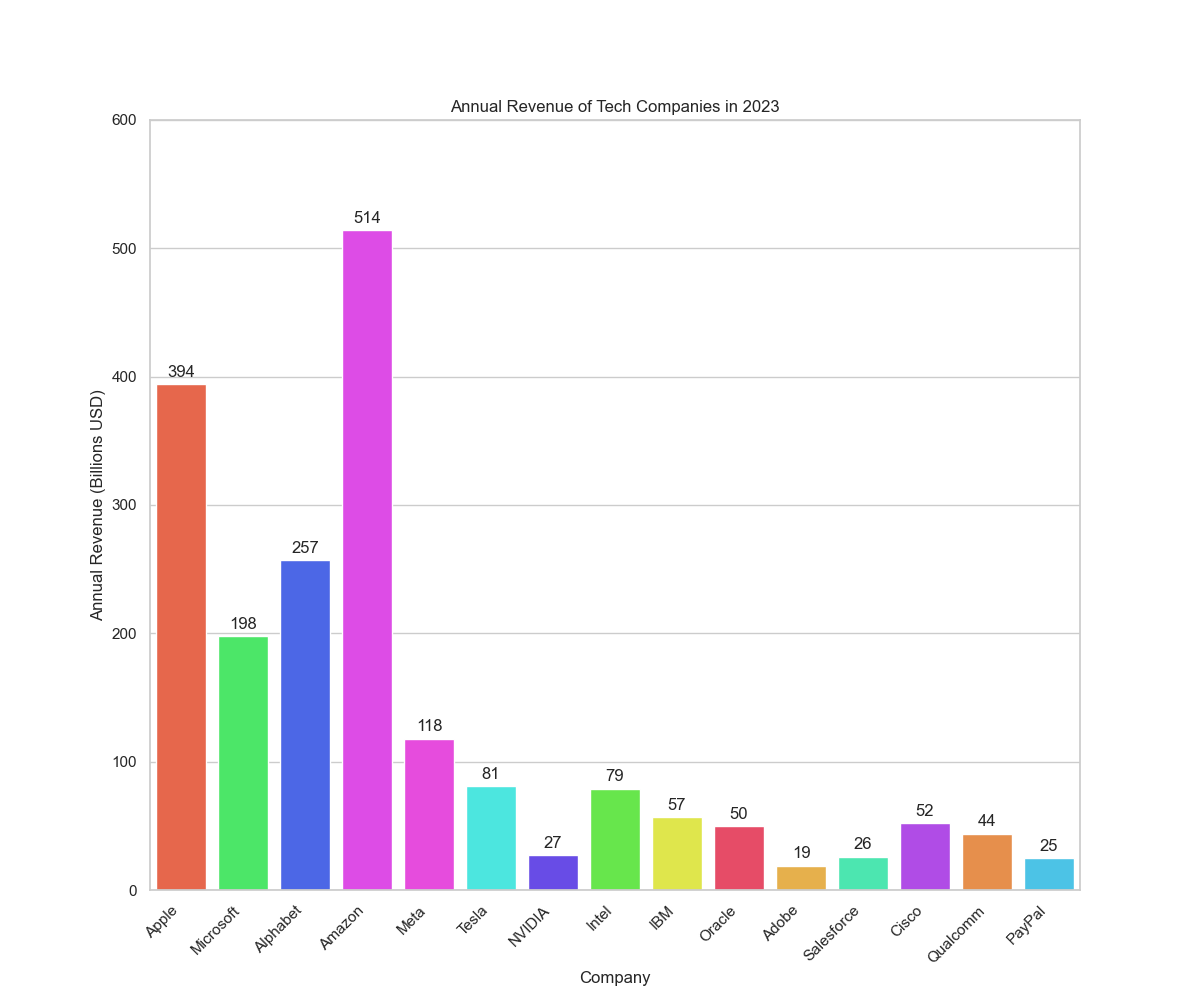 Annual Revenue of Tech Companies in 2023
Annual Revenue (Billions USD)
600
500
400
300
200
100
0
394
198
257
514
118
81
27
79
57
50
19
26
52
44
25
Apple
Microsoft
Alphabet
Amazon
Meta
Tesla
NVIDIA
Intel
IBM
Oracle
Adobe
Salesforce
Cisco
Qualcomm
PayPal
Company